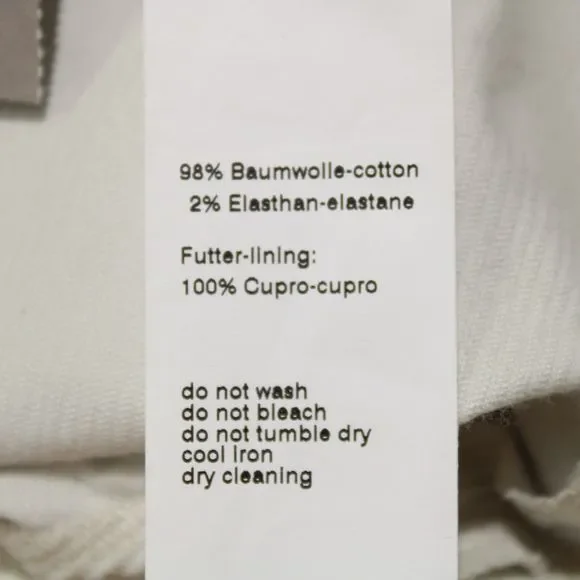 98% Baumwolle-cotton
2% Elasthan-elastane
Futter-lining:
100% Cupro-cupro
do not wash
do not bleach
do not tumble dry
cool iron
dry cleaning